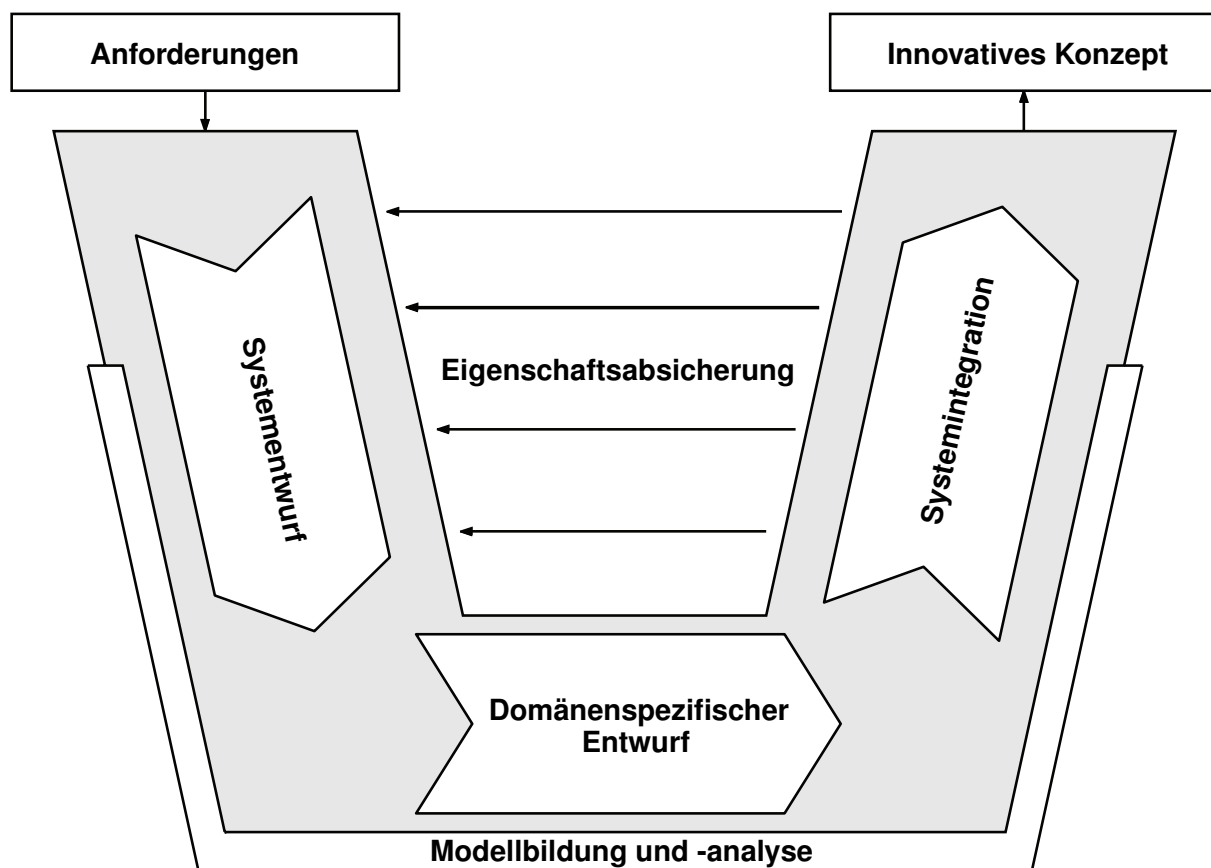 Anforderungen
Innovatives Konzept
Systementwurf
Eigenschaftsabsicherung
Systemintegration
Domänenspezifischer
Entwurf
Modellbildung und -analyse